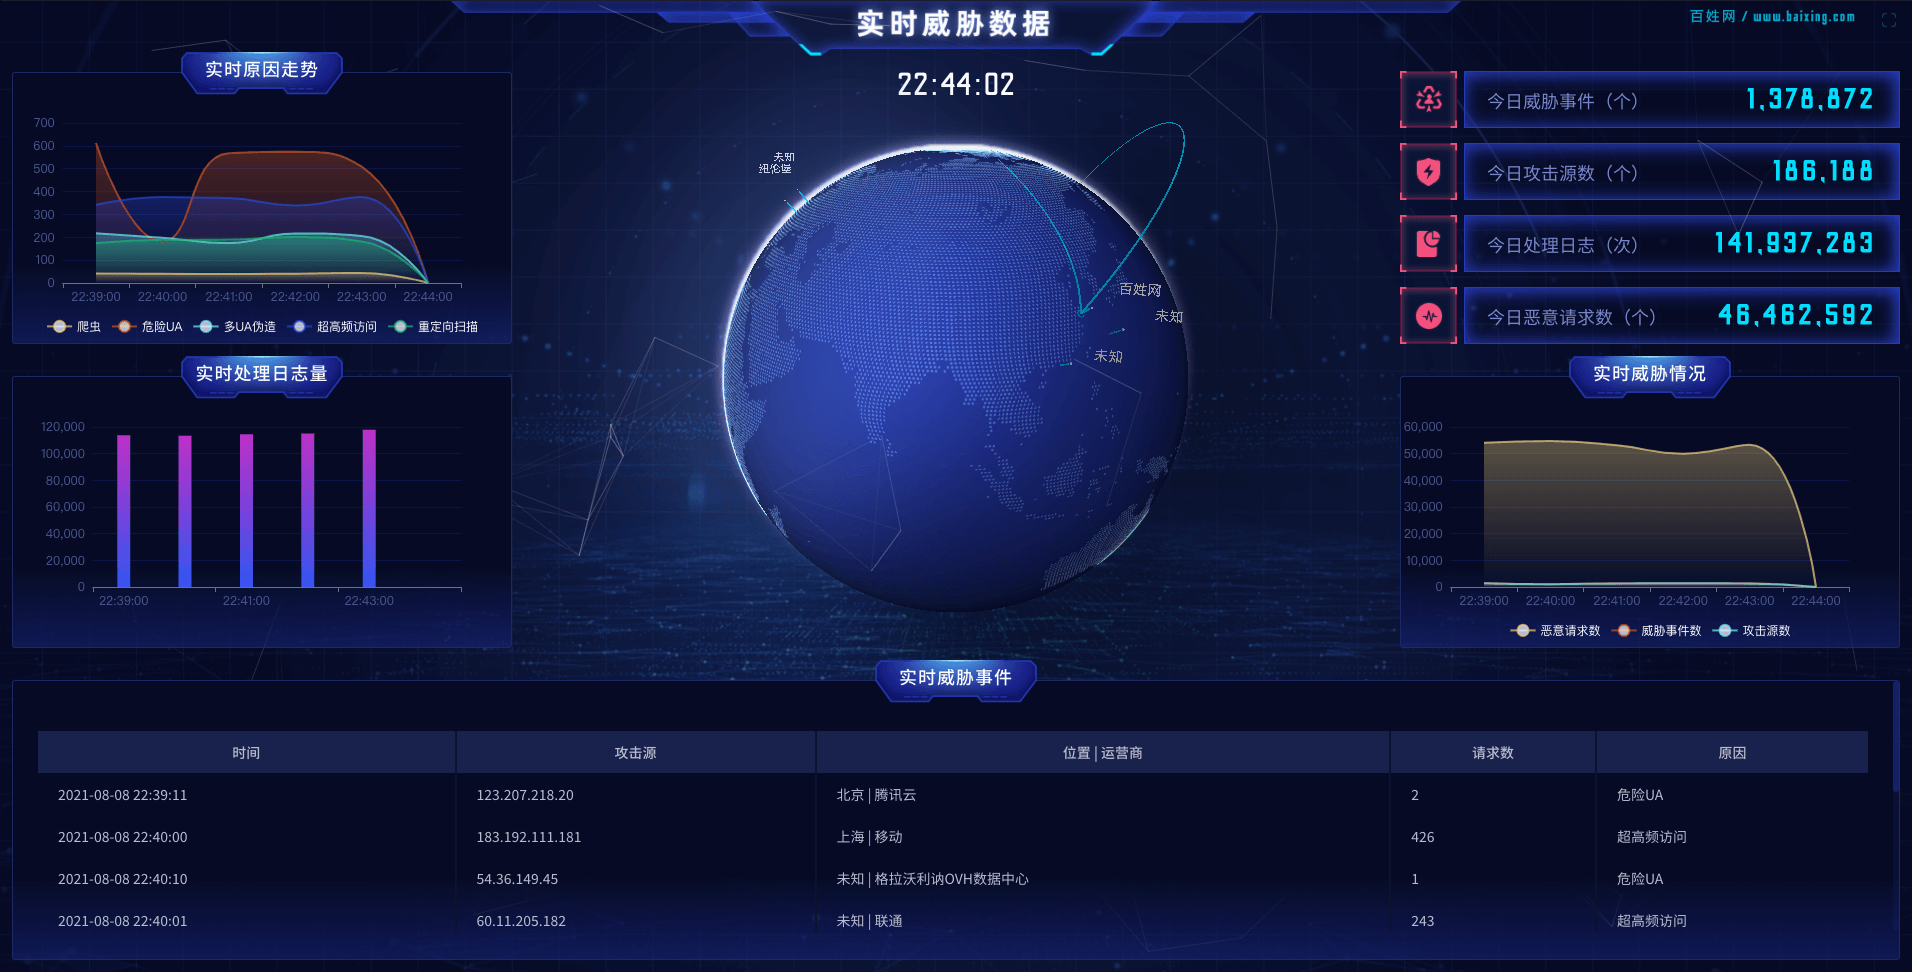 实时威胁数据
百姓网 / www.baixing.com
22:44:02
实时原因走势
700
600
500
400
300
200
100
0
22:39:00 22:40:00 22:41:00 22:42:00 22:43:00 22:44:00
爬虫 危险UA 多UA伪造 超高频访问 重定向扫描
实时处理日志量
120,000
100,000
80,000
60,000
40,000
20,000
0
22:39:00 22:41:00 22:43:00
未知
纽伦堡
百姓网
未知
未知
今日威胁事件（个） 1,378,872
今日攻击源数（个） 186,188
今日处理日志（次） 141,937,283
今日恶意请求数（个） 46,462,592
实时威胁情况
60,000
50,000
40,000
30,000
20,000
10,000
0
22:39:00 22:40:00 22:41:00 22:42:00 22:43:00 22:44:00
恶意请求数 威胁事件数 攻击源数
实时威胁事件
时间 攻击源 位置 | 运营商 请求数 原因
2021-08-08 22:39:11 123.207.218.20 北京 | 腾讯云 2 危险UA
2021-08-08 22:40:00 183.192.111.181 上海 | 移动 426 超高频访问
2021-08-08 22:40:10 54.36.149.45 未知 | 格拉沃利讷OVH数据中心 1 危险UA
2021-08-08 22:40:01 60.11.205.182 未知 | 联通 243 超高频访问